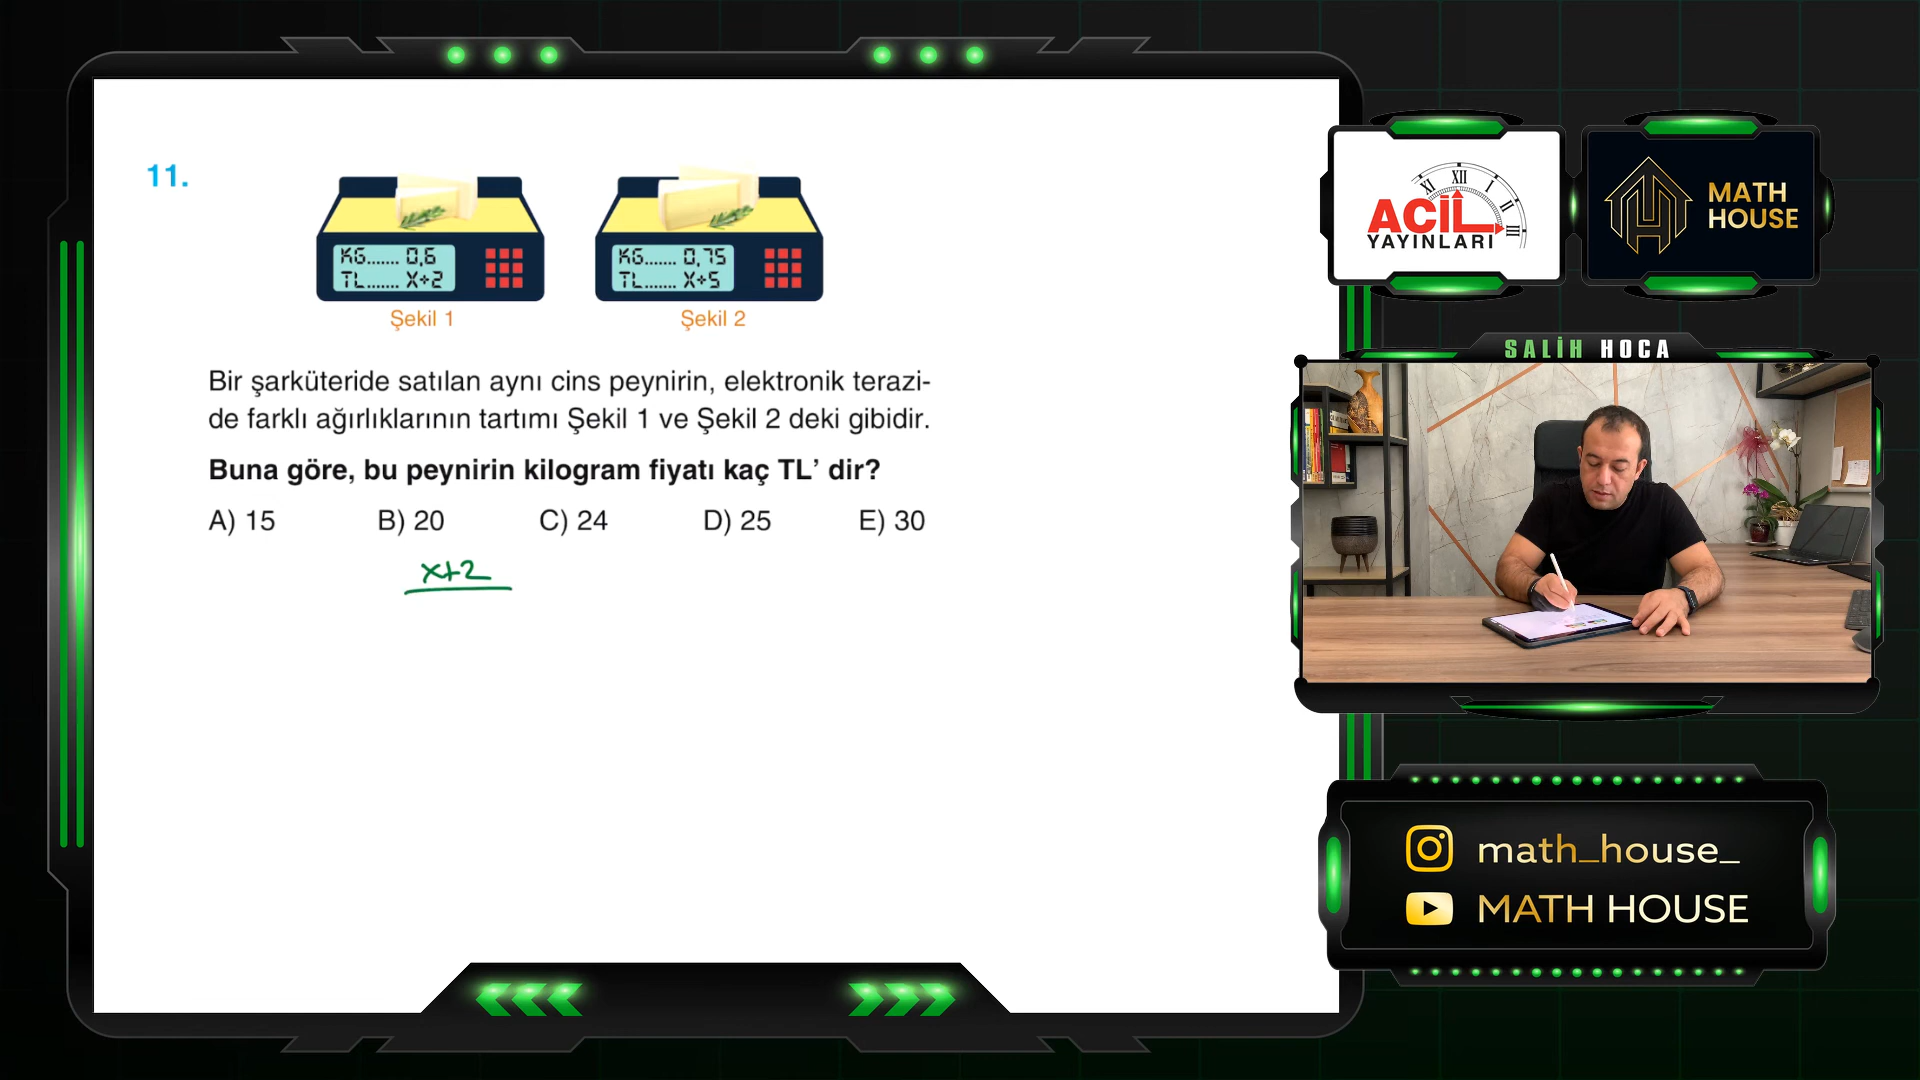 11.
KG....... 0,6
TL....... X+2
Şekil 1
KG....... 0,75
TL....... X+5
Şekil 2
Bir şarküteride satılan aynı cins peynirin, elektronik terazi-
de farklı ağırlıklarının tartımı Şekil 1 ve Şekil 2 deki gibidir.
Buna göre, bu peynirin kilogram fiyatı kaç TL' dir?
A) 15 B) 20 C) 24 D) 25 E) 30
x+2
XI XII I II III
ACİL
YAYINLARI
MATH
HOUSE
SALİH HOCA
math_house_
MATH HOUSE